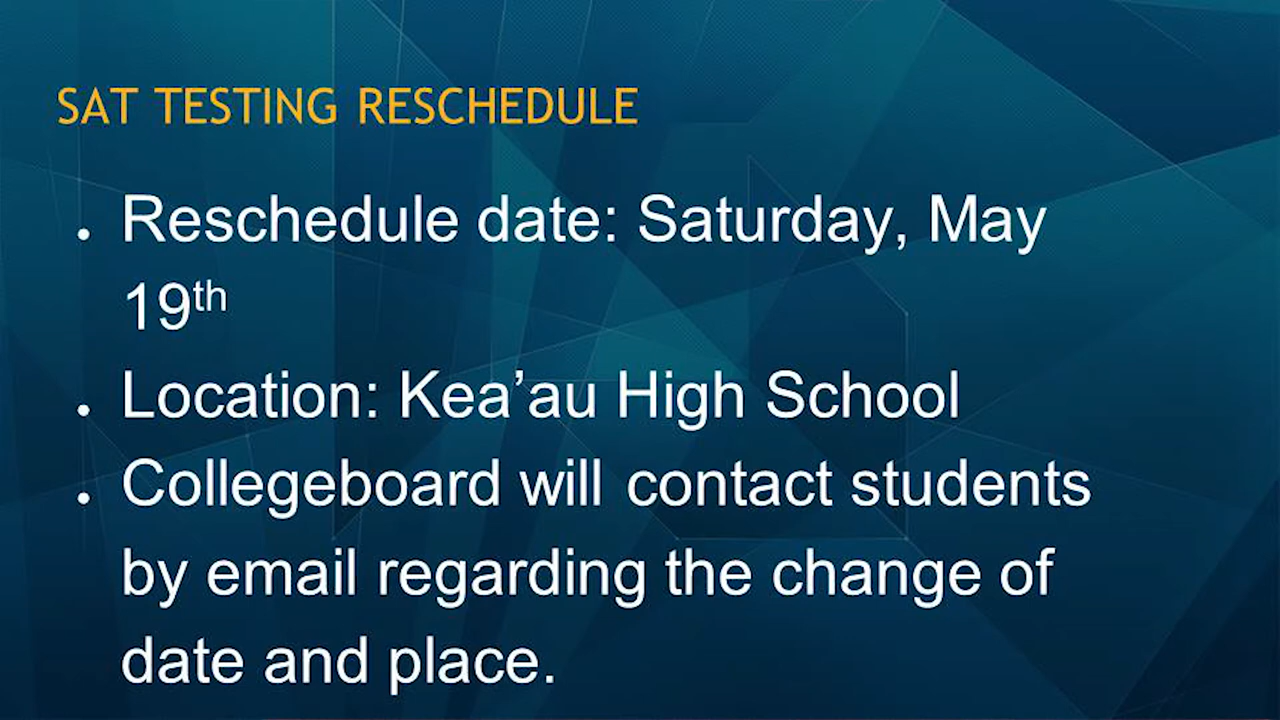 SAT TESTING RESCHEDULE
• Reschedule date: Saturday, May
19th
• Location: Kea’au High School
• Collegeboard will contact students
by email regarding the change of
date and place.